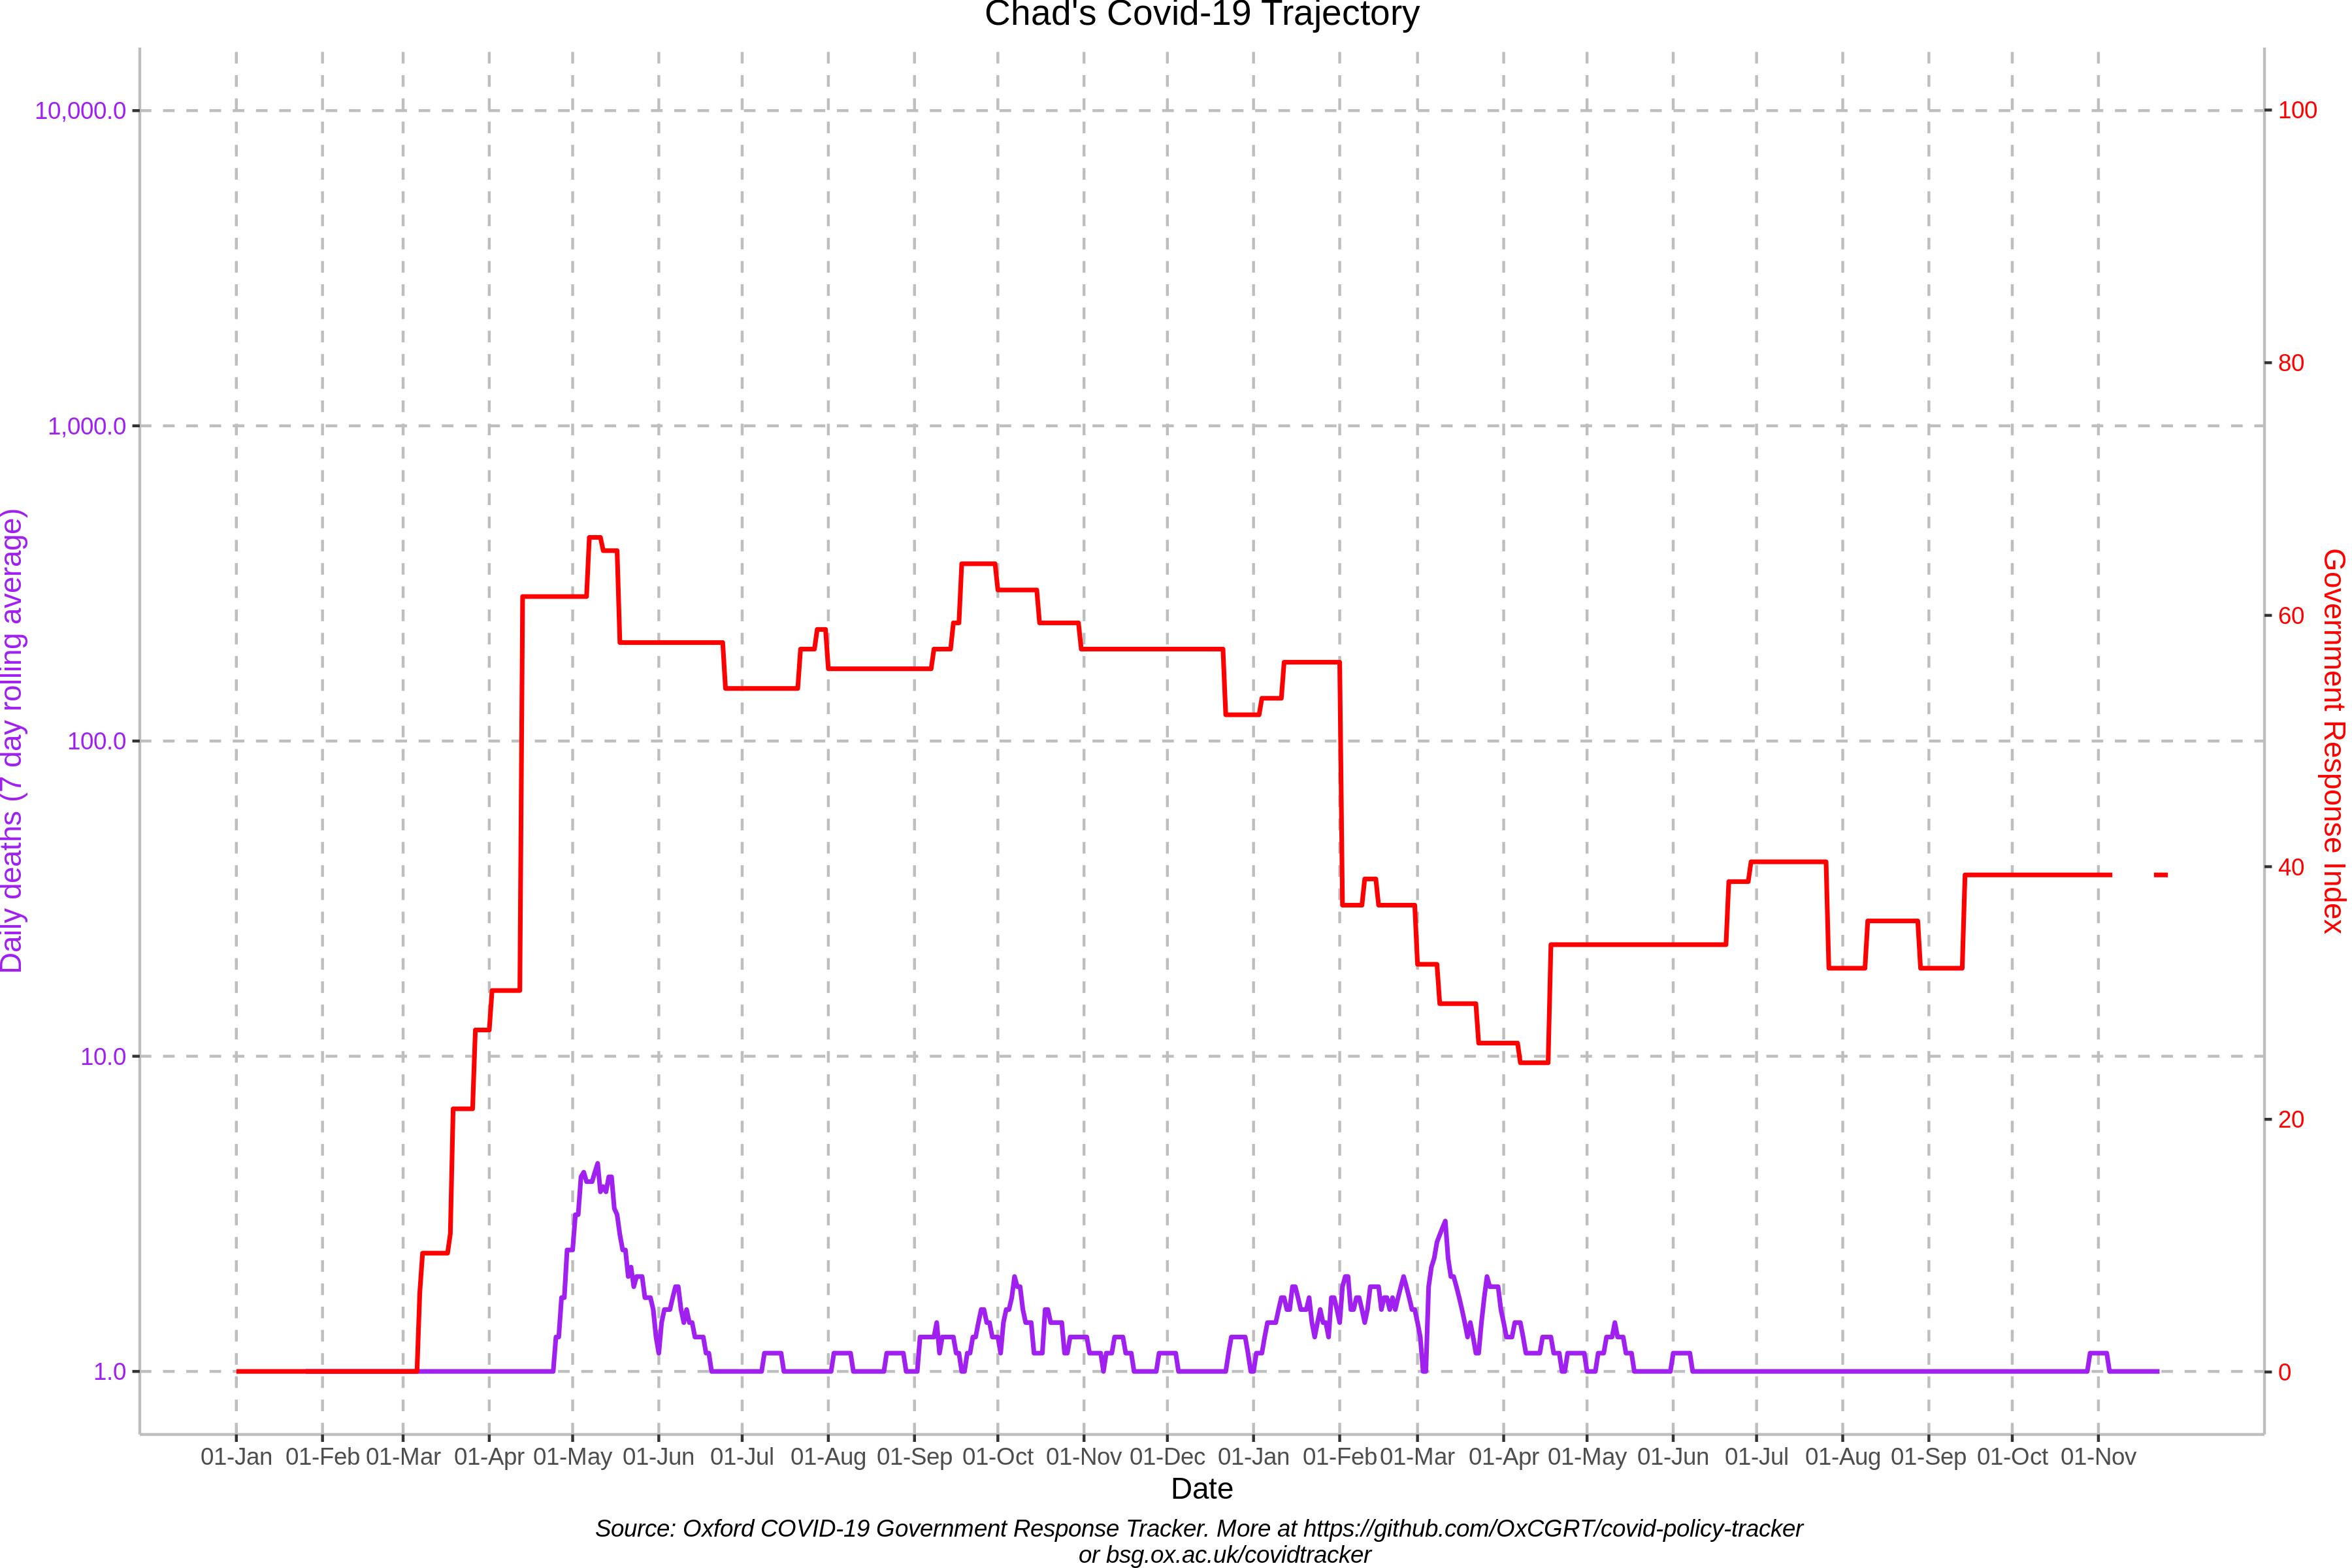 Chad's Covid-19 Trajectory
10,000.0
1,000.0
100.0
10.0
1.0
Daily deaths (7 day rolling average)
100
80
60
40
20
0
Government Response Index
01-Jan 01-Feb 01-Mar 01-Apr 01-May 01-Jun 01-Jul 01-Aug 01-Sep 01-Oct 01-Nov 01-Dec 01-Jan 01-Feb 01-Mar 01-Apr 01-May 01-Jun 01-Jul 01-Aug 01-Sep 01-Oct 01-Nov
Date
Source: Oxford COVID-19 Government Response Tracker. More at https://github.com/OxCGRT/covid-policy-tracker
or bsg.ox.ac.uk/covidtracker